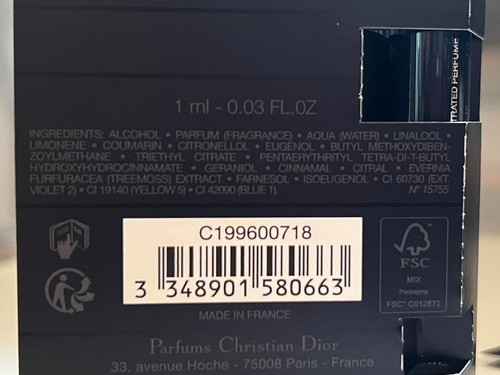 1 ml - 0.03 FL.OZ
TRATED PERFUME
INGREDIENTS: ALCOHOL • PARFUM (FRAGRANCE) • AQUA (WATER) • LINALOOL •
LIMONENE • COUMARIN • CITRONELLOL • EUGENOL • BUTYL METHOXYDIBEN-
ZOYLMETHANE • TRIETHYL CITRATE • PENTAERYTHRITYL TETRA-DI-T-BUTYL
HYDROXYHYDROCINNAMATE • GERANIOL • CINNAMAL • CITRAL • EVERNIA
FURFURACEA (TREEMOSS) EXTRACT • FARNESOL • ISOEUGENOL • CI 60730 (EXT.
VIOLET 2) • CI 19140 (YELLOW 5) • CI 42090 (BLUE 1). N° 15755
C199600718
3 348901 580663
FSC
MIX
Packaging
FSC™ C012872
MADE IN FRANCE
Parfums Christian Dior
33, avenue Hoche - 75008 Paris - France